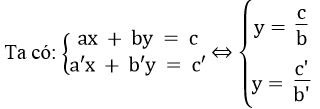 Ta có: { ax + by = c
a′x + b′y = c′ ⇔ { y = c/b
y = c'/b'